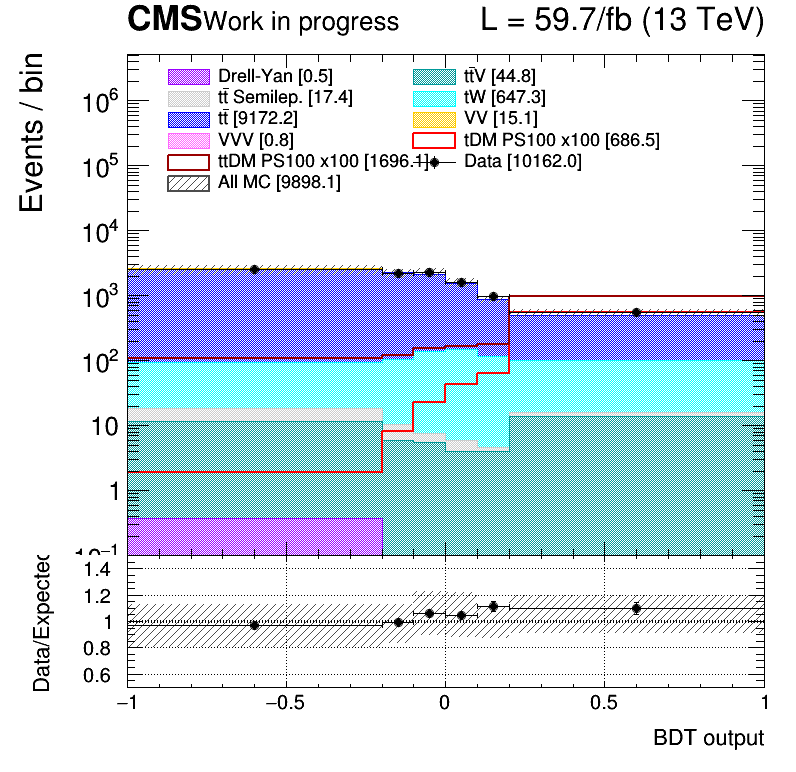 CMS Work in progress L = 59.7/fb (13 TeV)
Events / bin
Drell-Yan [0.5] tt̄V [44.8]
tt̄ Semilep. [17.4] tW [647.3]
tt̄ [9172.2] VV [15.1]
VVV [0.8] tDM PS100 x100 [686.5]
ttDM PS100 x100 [1696.1] Data [10162.0]
All MC [9898.1]
10⁶
10⁵
10⁴
10³
10²
10
1
10⁻¹
Data/Expected
1.4
1.2
1
0.8
0.6
−1 −0.5 0 0.5 1
BDT output